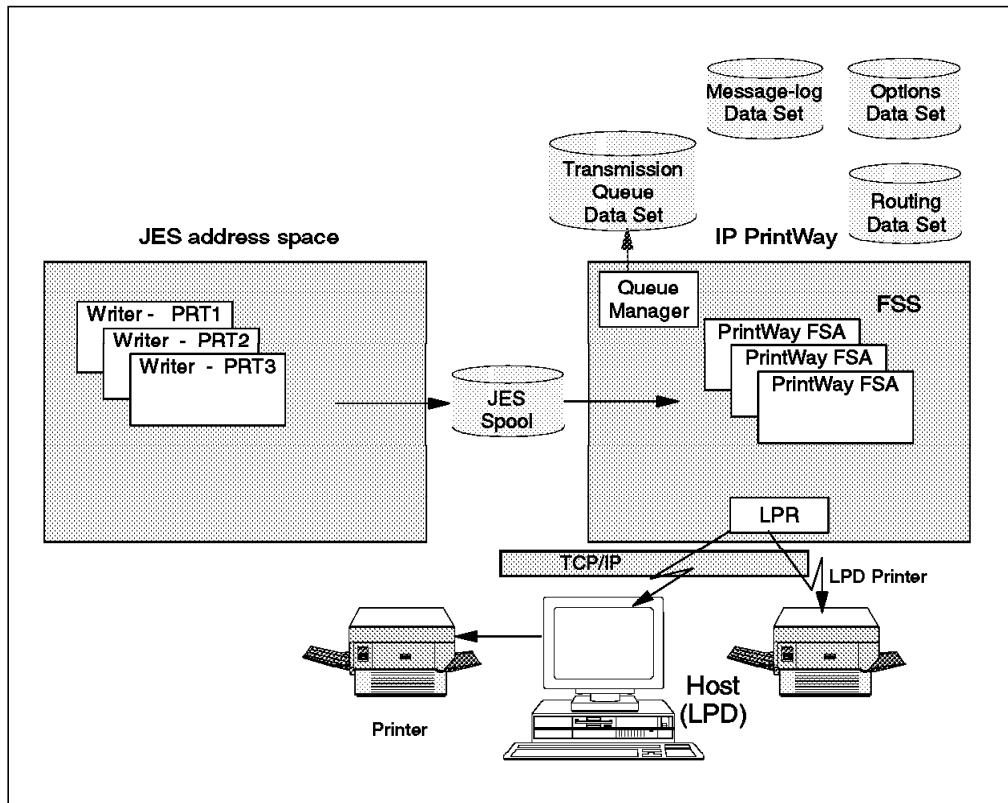 Message-log
Data Set
Options
Data Set
Transmission
Queue
Data Set
Routing
Data Set
JES address space
IP PrintWay
Queue
Manager
FSS
Writer - PRT1
Writer - PRT2
Writer - PRT3
PrintWay FSA
PrintWay FSA
PrintWay FSA
JES
Spool
LPR
TCP/IP
LPD Printer
Host
(LPD)
Printer